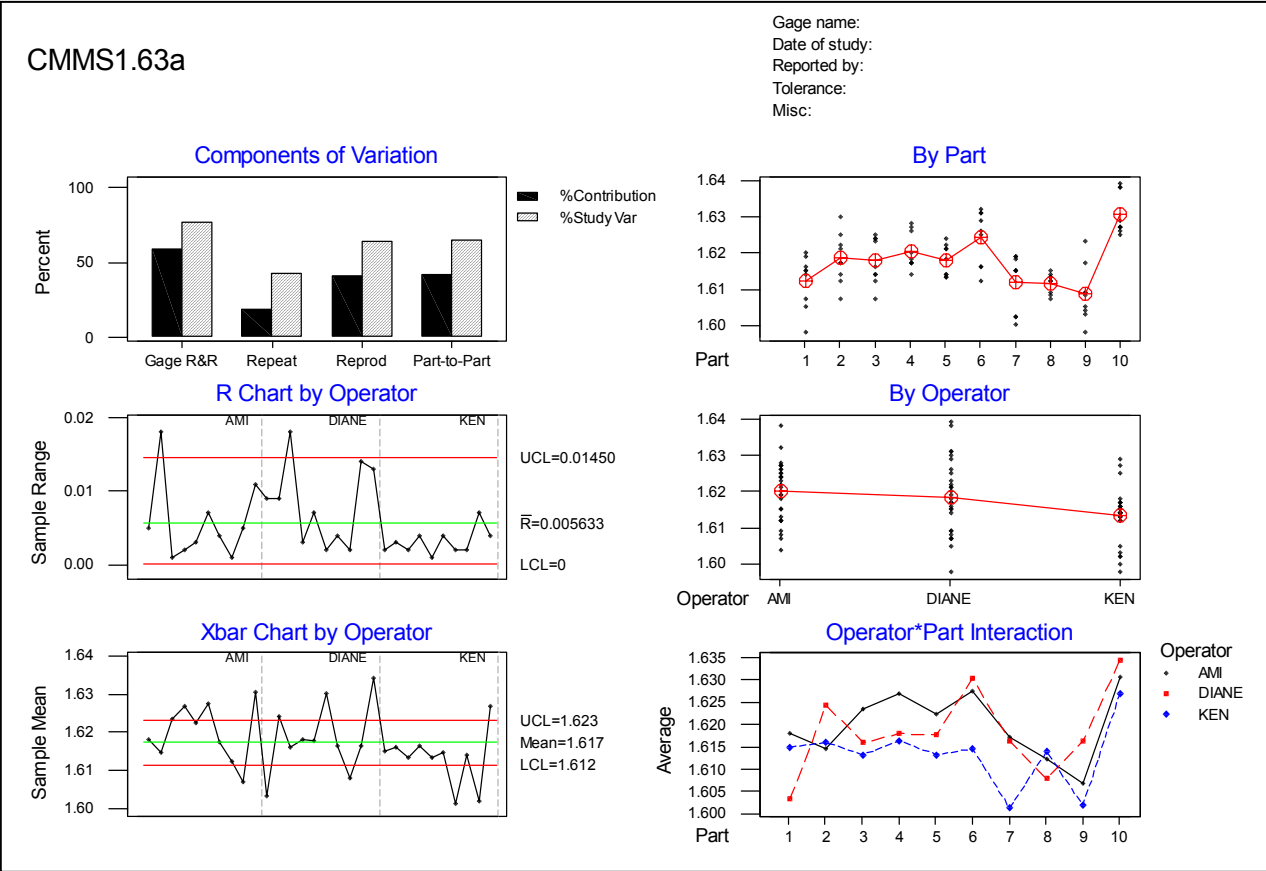 CMMS1.63a
Gage name:
Date of study:
Reported by:
Tolerance:
Misc:
Components of Variation
100
50
0
Percent
Gage R&R Repeat Reprod Part-to-Part
%Contribution
%Study Var
By Part
1.64
1.63
1.62
1.61
1.60
Part 1 2 3 4 5 6 7 8 9 10
R Chart by Operator
AMI DIANE KEN
0.02
0.01
0.00
Sample Range
UCL=0.01450
R̅=0.005633
LCL=0
By Operator
1.64
1.63
1.62
1.61
1.60
Operator AMI DIANE KEN
Xbar Chart by Operator
AMI DIANE KEN
1.64
1.63
1.62
1.61
1.60
Sample Mean
UCL=1.623
Mean=1.617
LCL=1.612
Operator*Part Interaction
1.635
1.630
1.625
1.620
1.615
1.610
1.605
1.600
Average
Part 1 2 3 4 5 6 7 8 9 10
Operator
AMI
DIANE
KEN